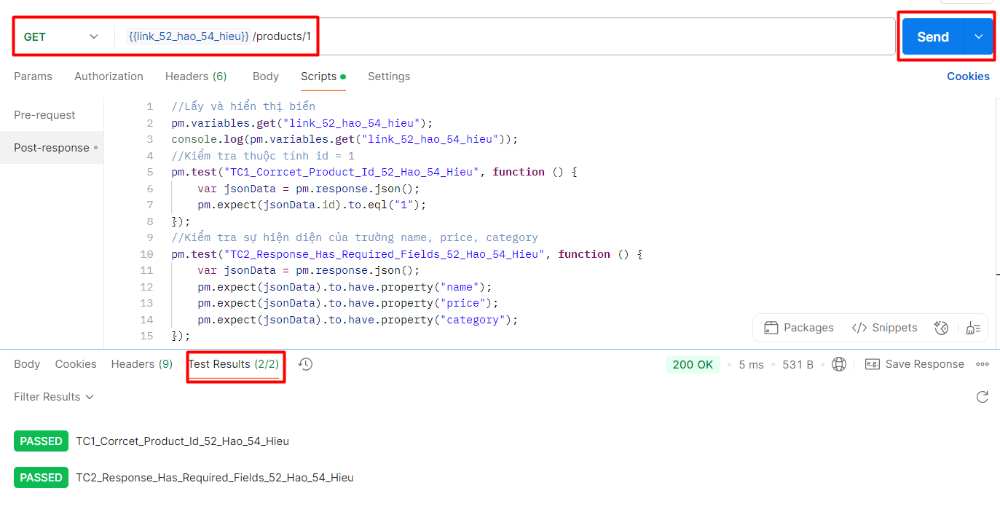 GET {{link_52_hao_54_hieu}} /products/1 Send
Params Authorization Headers (6) Body Scripts Settings Cookies
Pre-request
Post-response
1 //Lấy và hiển thị biến
2 pm.variables.get("link_52_hao_54_hieu");
3 console.log(pm.variables.get("link_52_hao_54_hieu"));
4 //Kiểm tra thuộc tính id = 1
5 pm.test("TC1_Corrcet_Product_Id_52_Hao_54_Hieu", function () {
6 var jsonData = pm.response.json();
7 pm.expect(jsonData.id).to.eql("1");
8 });
9 //Kiểm tra sự hiện diện của trường name, price, category
10 pm.test("TC2_Response_Has_Required_Fields_52_Hao_54_Hieu", function () {
11 var jsonData = pm.response.json();
12 pm.expect(jsonData).to.have.property("name");
13 pm.expect(jsonData).to.have.property("price");
14 pm.expect(jsonData).to.have.property("category");
15 });
Packages </> Snippets
Body Cookies Headers (9) Test Results (2/2) 200 OK 5 ms 531 B e.g. Save Response
Filter Results
PASSED TC1_Corrcet_Product_Id_52_Hao_54_Hieu
PASSED TC2_Response_Has_Required_Fields_52_Hao_54_Hieu